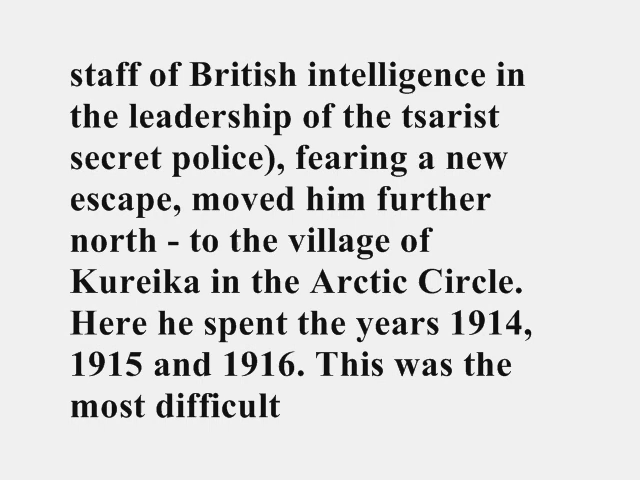 staff of British intelligence in
the leadership of the tsarist
secret police), fearing a new
escape, moved him further
north - to the village of
Kureika in the Arctic Circle.
Here he spent the years 1914,
1915 and 1916. This was the
most difficult